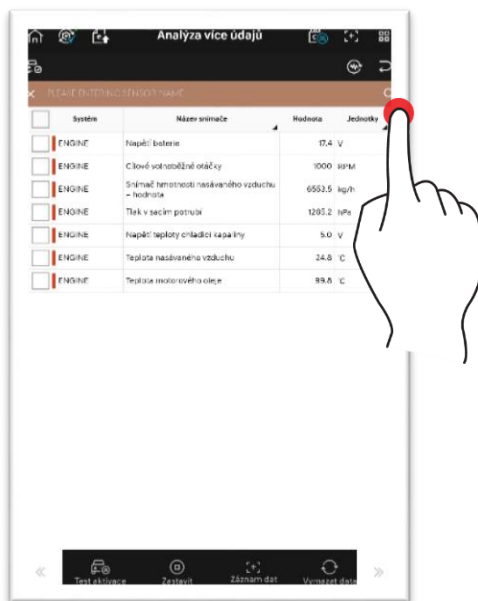 Analýza více údajů
PLEASE ENTERING SENSOR NAME
Systém Název snímače Hodnota Jednotky
ENGINE Napětí baterie 17,4 V
ENGINE Cílové volnoběžné otáčky 1000 RPM
ENGINE Snímač hmotnosti nasávaného vzduchu – hodnota 6553.5 kg/h
ENGINE Tlak v sacím potrubí 1285.2 hPa
ENGINE Napětí teploty chladicí kapaliny 5.0 V
ENGINE Teplota nasávaného vzduchu 24.8 °C
ENGINE Teplota motorového oleje 99.8 °C
Test aktivace Zastavit Záznam dat Vymazat data